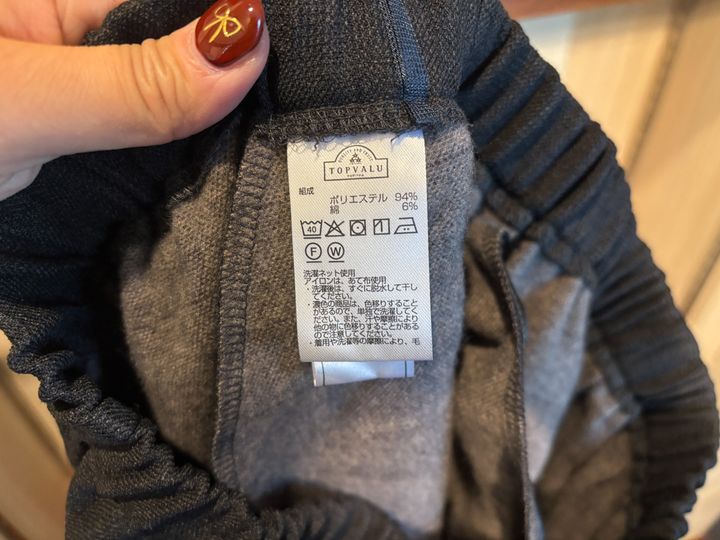 QUALITY AND TRUST
TOPVALU
組成
ポリエステル 94%
綿 6%
40
F W
洗濯ネット使用
アイロンは、あて布使用
・洗濯後は、すぐに脱水して干し
てください。
・濃色の商品は、色移りすること
があるので、単独で洗濯してくだ
さい。また、汗や摩擦により
他の物に色移りすることがある
ので注意してください。
・着用や洗濯等の摩擦により、毛